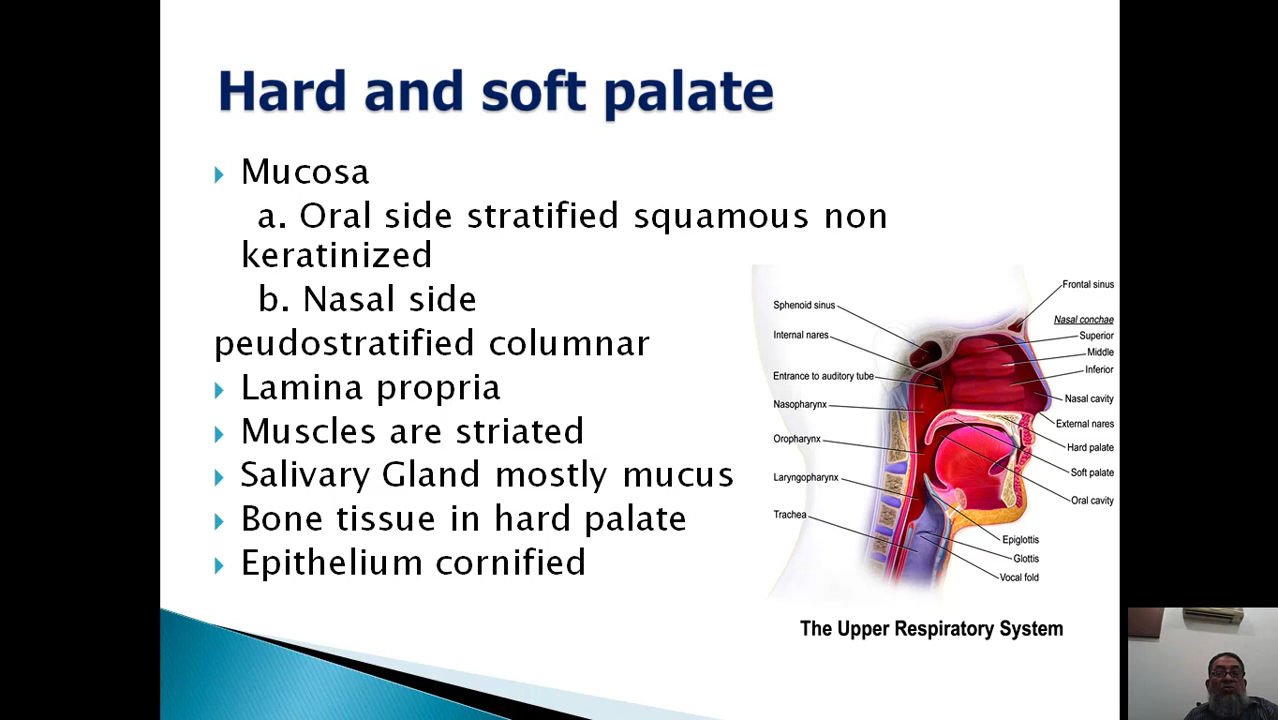 Hard and soft palate
Mucosa
a. Oral side stratified squamous non
keratinized
b. Nasal side
peudostratified columnar
Lamina propria
Muscles are striated
Salivary Gland mostly mucus
Bone tissue in hard palate
Epithelium cornified
Sphenoid sinus
Internal nares
Entrance to auditory tube
Nasopharynx
Oropharynx
Laryngopharynx
Trachea
Frontal sinus
Nasal conchae
Superior
Middle
Inferior
Nasal cavity
External nares
Hard palate
Soft palate
Oral cavity
Epiglottis
Glottis
Vocal fold
The Upper Respiratory System